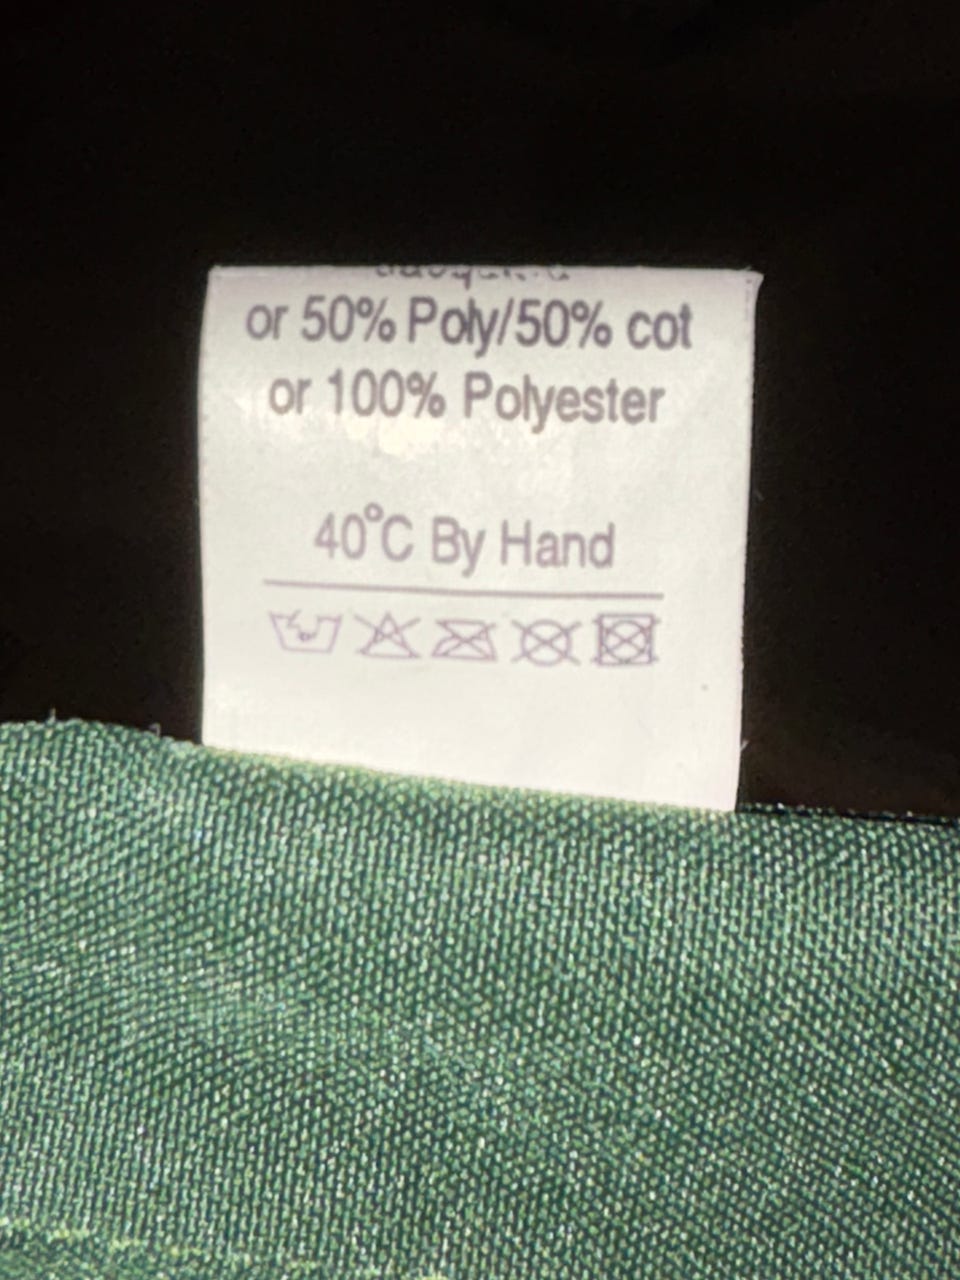 or 50% Poly/50% cot
or 100% Polyester
40°C By Hand